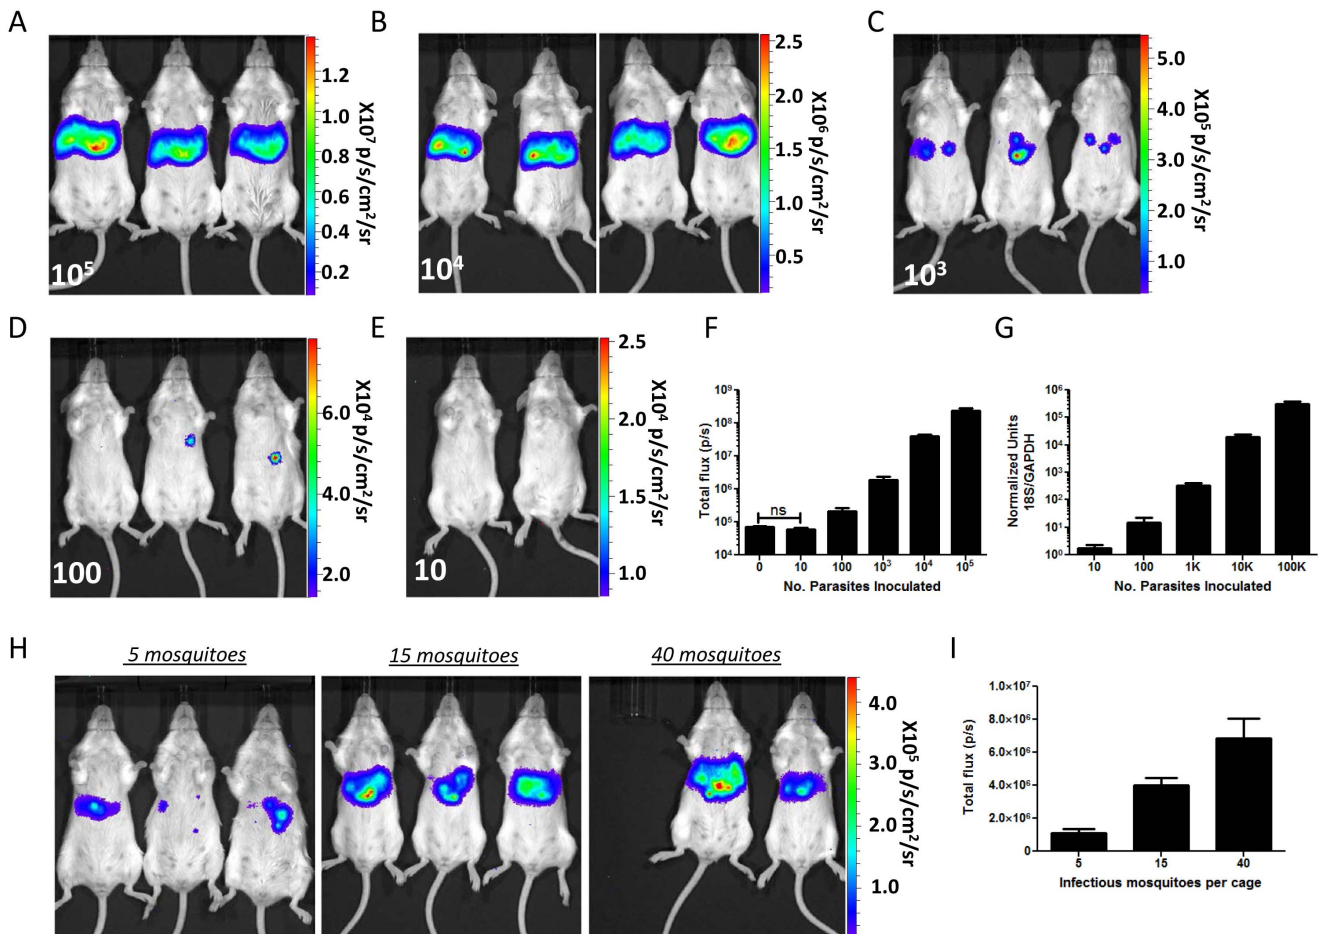 A
1.2
1.0
0.8
0.6
0.4
0.2
X10⁷ p/s/cm²/sr
10⁵
B
2.5
2.0
1.5
1.0
0.5
X10⁶ p/s/cm²/sr
10⁴
C
5.0
4.0
3.0
2.0
1.0
X10⁵ p/s/cm²/sr
10³
D
6.0
4.0
2.0
X10⁴ p/s/cm²/sr
100
E
2.5
2.0
1.5
1.0
X10⁴ p/s/cm²/sr
10
F
Total flux (p/s)
10⁹
10⁸
10⁷
10⁶
10⁵
10⁴
ns
0 10 100 10³ 10⁴ 10⁵
No. Parasites Inoculated
G
Normalized Units
18S/GAPDH
10⁶
10⁵
10⁴
10³
10²
10¹
10⁰
10 100 1K 10K 100K
No. Parasites Inoculated
H
5 mosquitoes
15 mosquitoes
40 mosquitoes
4.0
3.0
2.0
1.0
X10⁵ p/s/cm²/sr
I
Total flux (p/s)
1.0×10⁷
8.0×10⁶
6.0×10⁶
4.0×10⁶
2.0×10⁶
0
5 15 40
Infectious mosquitoes per cage